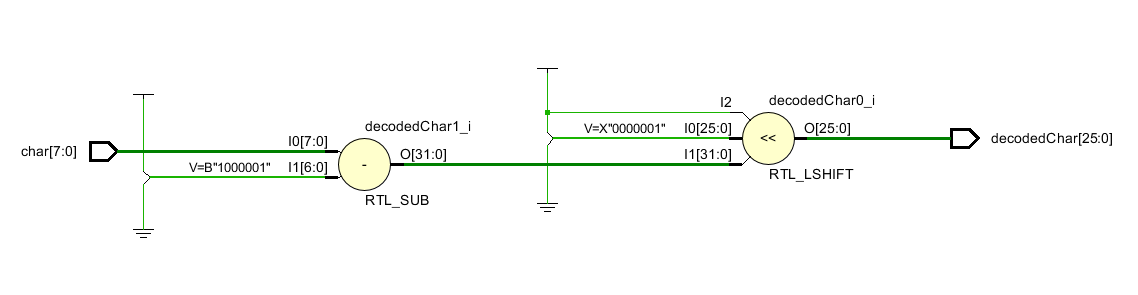 char[7:0]
I0[7:0]
V=B"1000001" I1[6:0]
decodedChar1_i
-
O[31:0]
RTL_SUB
I2
V=X"0000001" I0[25:0]
I1[31:0]
decodedChar0_i
<<
O[25:0]
RTL_LSHIFT
decodedChar[25:0]